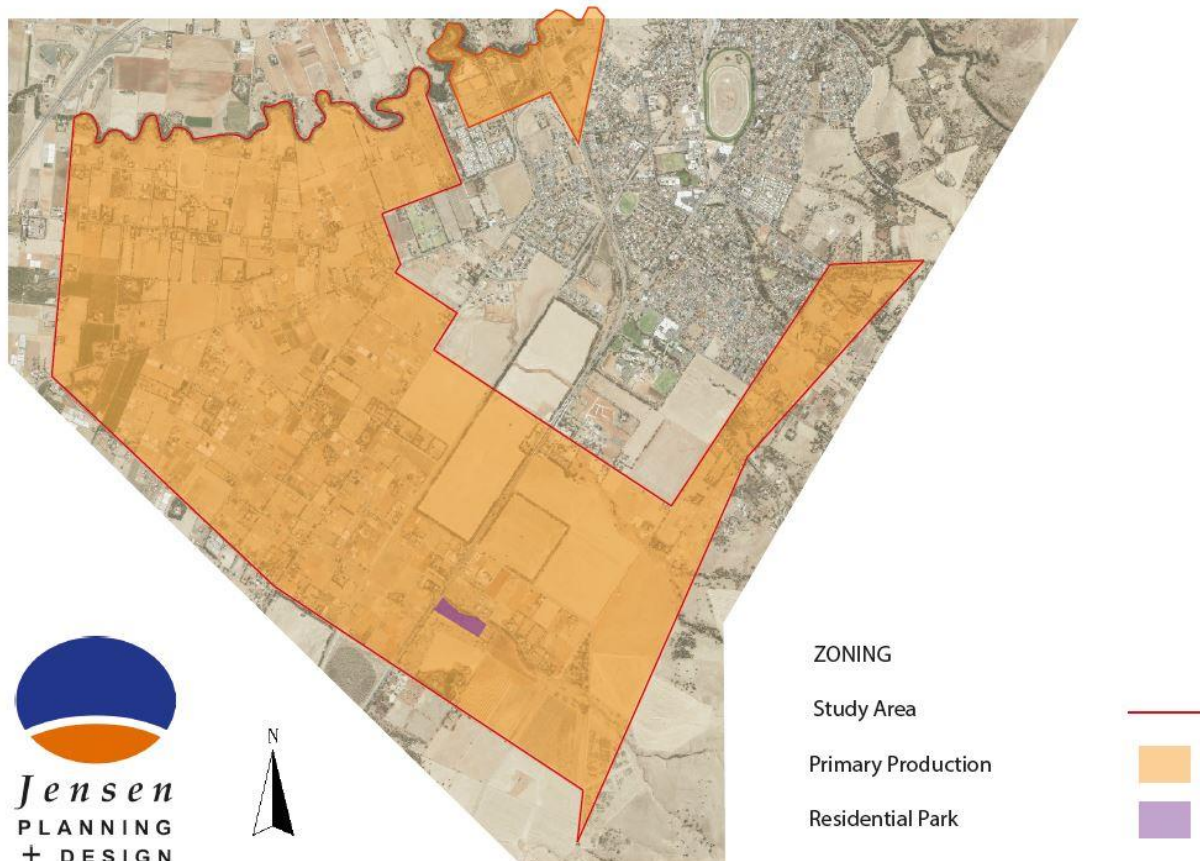 ZONING
Study Area
Primary Production
Residential Park
N
Jensen
PLANNING
+ DESIGN